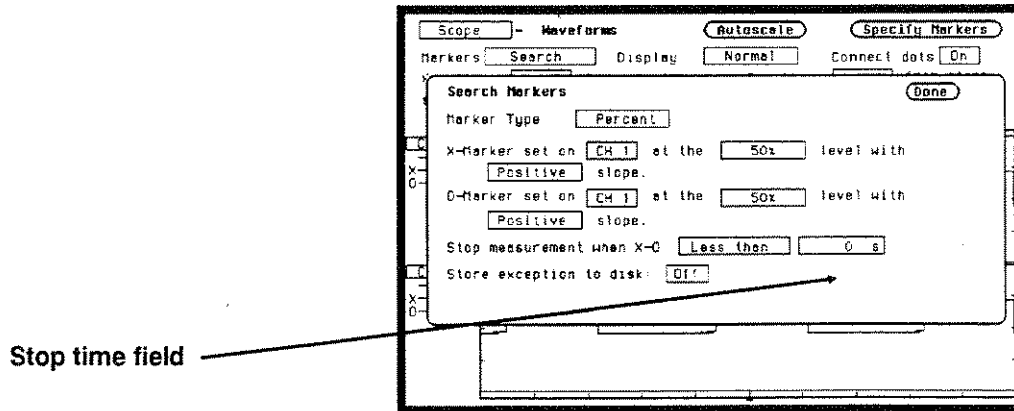 Scope - Waveforms Autoscale Specify Markers
Markers Search Display Normal Connect dots On
Search Markers Done
Marker Type Percent
X-Marker set on CH 1 at the 50% level with
Positive slope.
O-Marker set on CH 1 at the 50% level with
Positive slope.
Stop measurement when X-O Less than 0 s
Store exception to disk: Off
X
O
X
O
Stop time field